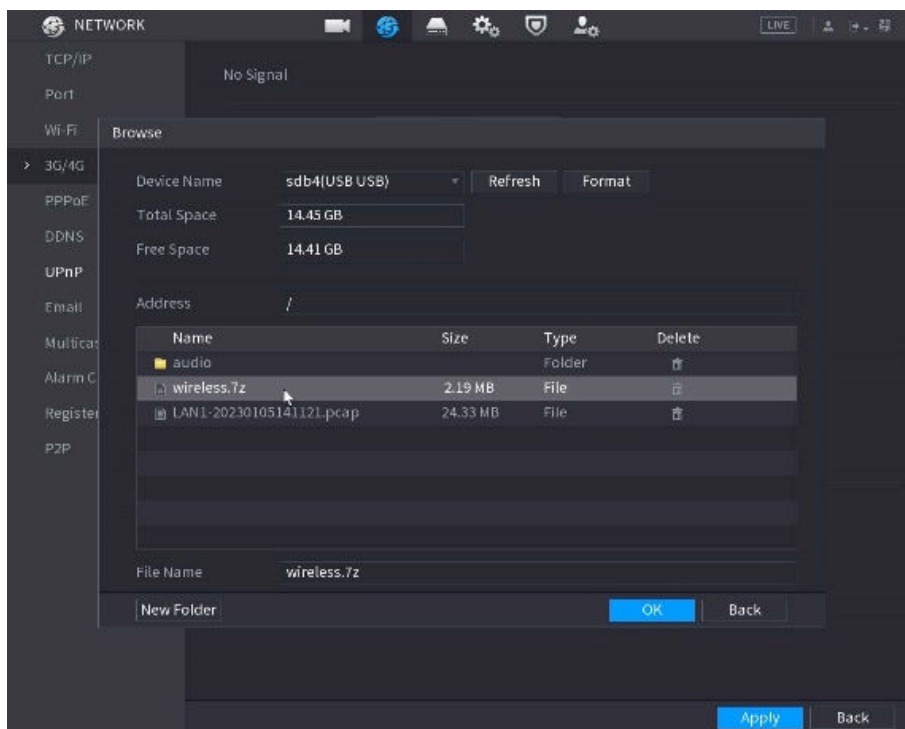 NETWORK
LIVE
TCP/IP
No Signal
Port
Wi-Fi
Browse
3G/4G
Device Name
sdb4(USB USB)
Refresh
Format
PPPoE
Total Space
14.45 GB
DDNS
Free Space
14.41 GB
UPnP
Email
Address
/
Multicas
Name Size Type Delete
audio Folder
Alarm C
wireless.7z 2.19 MB File
Register
LAN1-20230105141121.pcap 24.33 MB File
P2P
File Name
wireless.7z
New Folder
OK
Back
Apply
Back